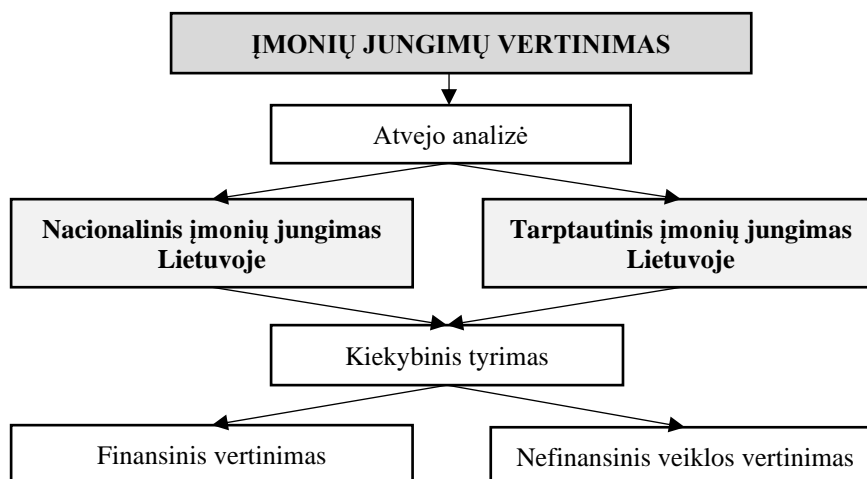 ĮMONIŲ JUNGIMŲ VERTINIMAS
Atvejo analizė
Nacionalinis įmonių jungimas
Lietuvoje
Tarptautinis įmonių jungimas
Lietuvoje
Kiekybinis tyrimas
Finansinis vertinimas
Nefinansinis veiklos vertinimas